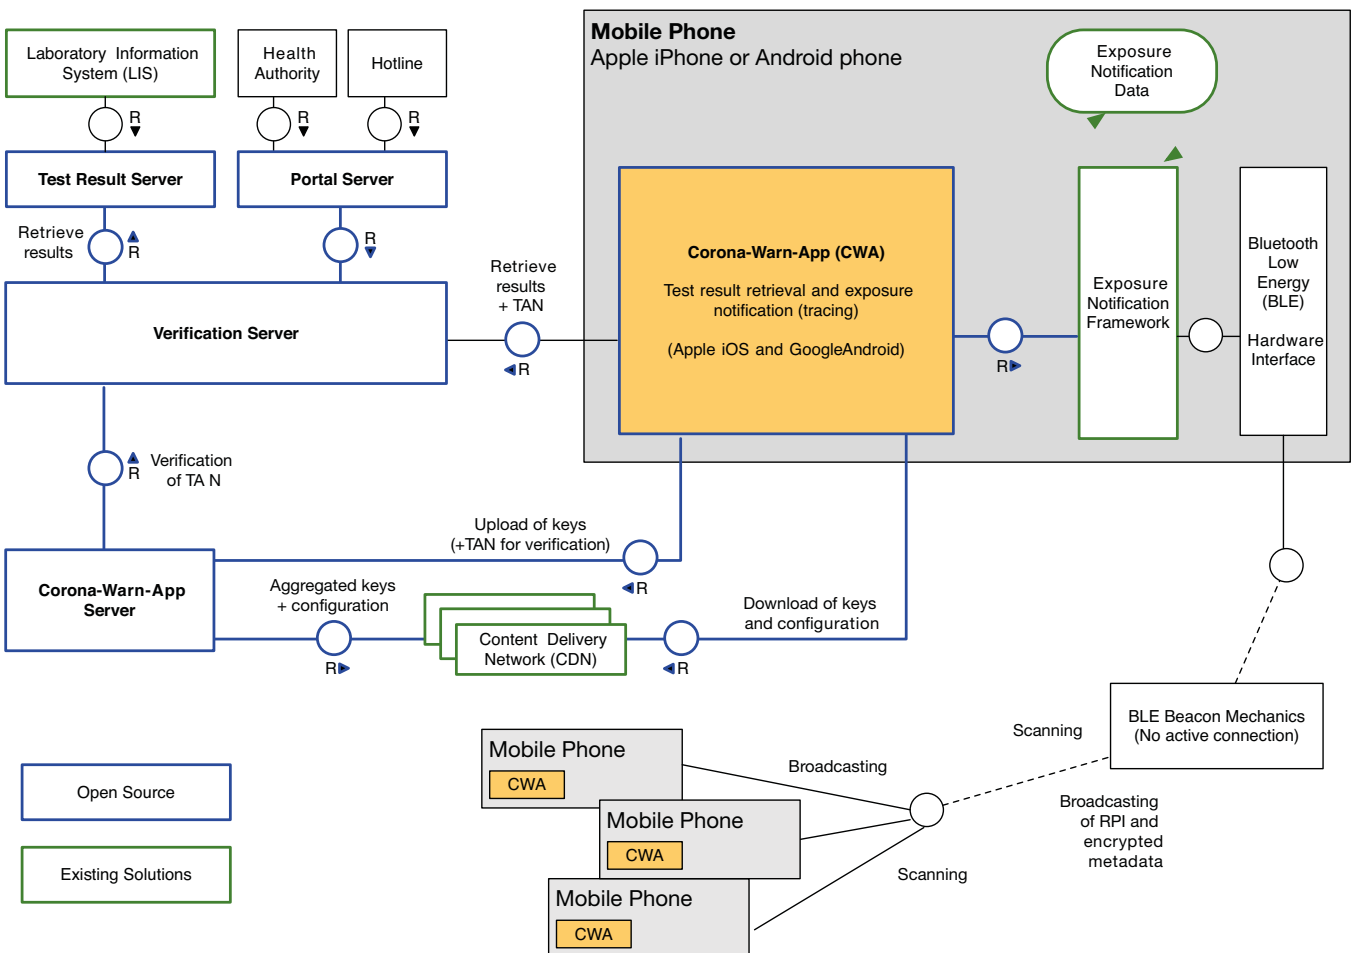 Laboratory Information
System (LIS)
Health
Authority
Hotline
R
R
R
Test Result Server
Portal Server
Retrieve
results
R
R
Verification Server
Retrieve
results
+ TAN
R
Mobile Phone
Apple iPhone or Android phone
Exposure
Notification
Data
Corona-Warn-App (CWA)
Test result retrieval and exposure
notification (tracing)
(Apple iOS and GoogleAndroid)
R
Exposure
Notification
Framework
Bluetooth
Low
Energy
(BLE)
Hardware
Interface
R
Verification
of TA N
Upload of keys
(+TAN for verification)
R
Corona-Warn-App
Server
Aggregated keys
+ configuration
R
Content Delivery
Network (CDN)
Download of keys
and configuration
R
BLE Beacon Mechanics
(No active connection)
Scanning
Broadcasting
of RPI and
encrypted
metadata
Mobile Phone
CWA
Broadcasting
Mobile Phone
CWA
Scanning
Mobile Phone
CWA
Open Source
Existing Solutions